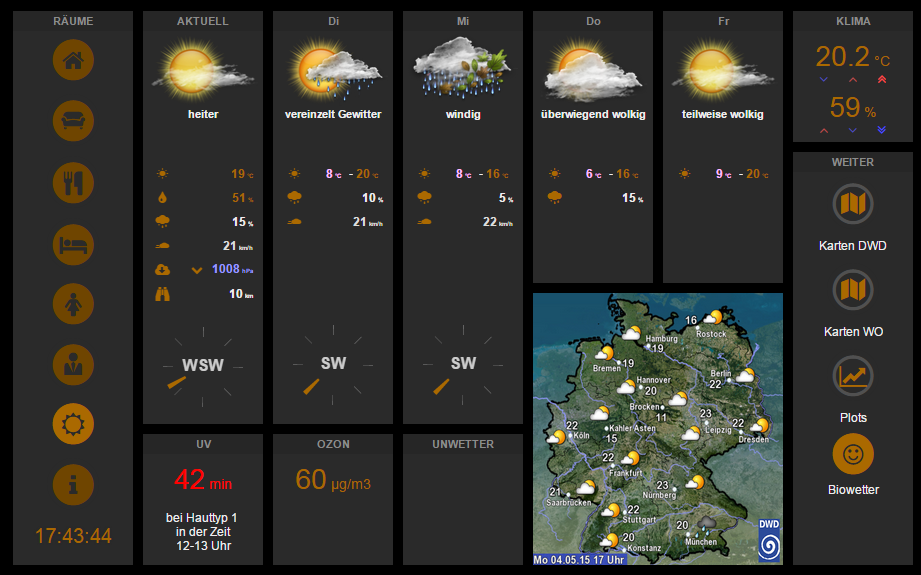 RÄUME
17:43:44
AKTUELL
heiter
19 °C
51 %
15 %
21 km/h
1008 hPa
10 km
WSW
Di
vereinzelt Gewitter
8 °C - 20 °C
10 %
21 km/h
SW
Mi
windig
8 °C - 16 °C
5 %
22 km/h
SW
Do
überwiegend wolkig
6 °C - 16 °C
15 %
Fr
teilweise wolkig
9 °C - 20 °C
KLIMA
20.2 °C
59 %
WEITER
Karten DWD
Karten WO
Plots
Biowetter
UV
42 min
bei Hauttyp 1
in der Zeit
12-13 Uhr
OZON
60 µg/m3
UNWETTER
16
Rostock
Hamburg
19
Bremen
19
Hannover
20
Berlin
22
Brocken
11
23
Leipzig
22
Dresden
22
Köln
Kahler Asten
15
22
Frankfurt
21
Saarbrücken
23
Nürnberg
22
Stuttgart
20
München
20
Konstanz
DWD
Mo 04.05.15 17 Uhr